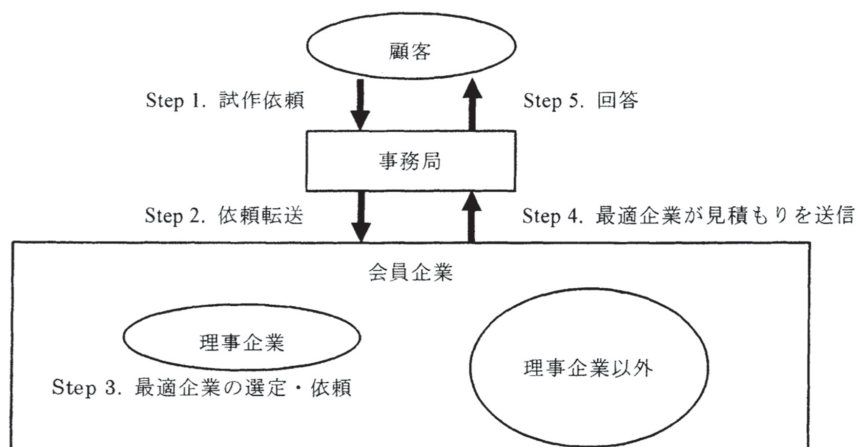 顧客
Step 1. 試作依頼
Step 5. 回答
事務局
Step 2. 依頼転送
Step 4. 最適企業が見積もりを送信
会員企業
理事企業
理事企業以外
Step 3. 最適企業の選定・依頼